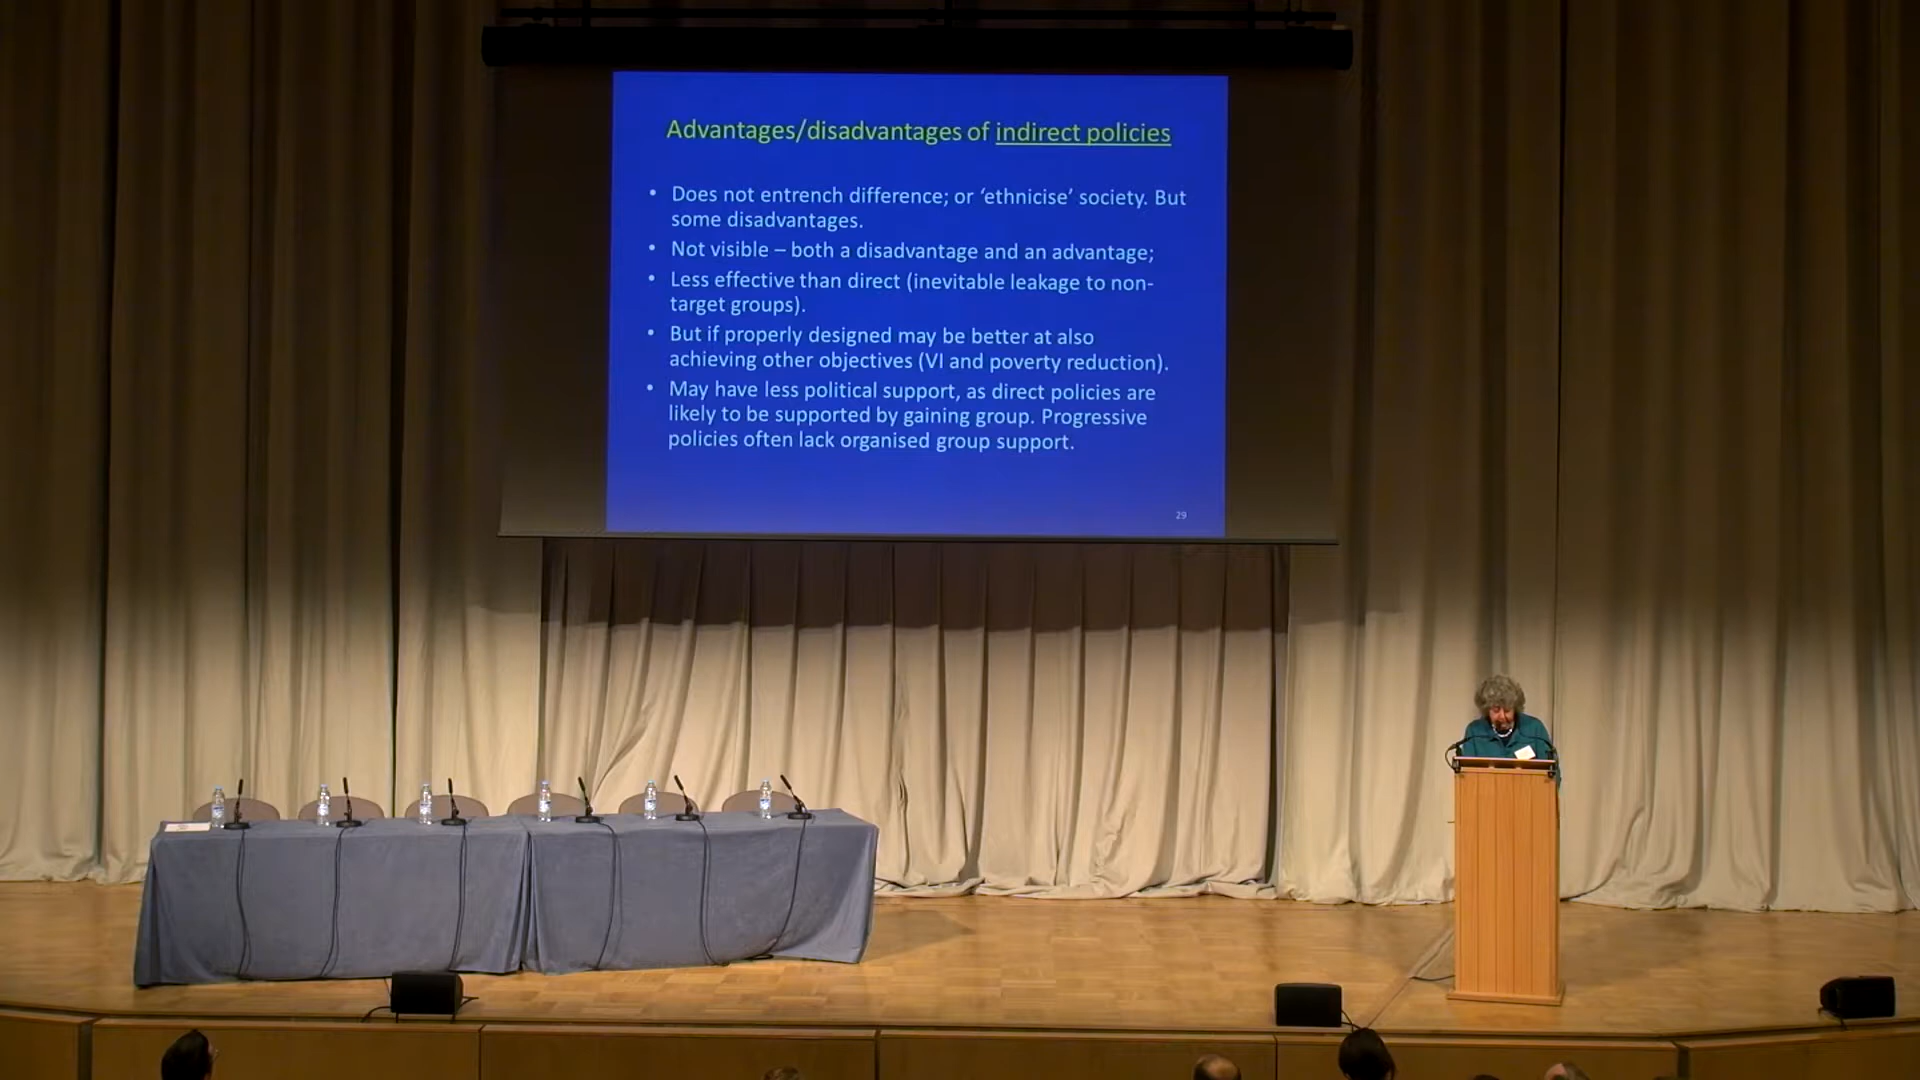 Advantages/disadvantages of indirect policies
• Does not entrench difference; or ‘ethnicise’ society. But
some disadvantages.
• Not visible – both a disadvantage and an advantage;
• Less effective than direct (inevitable leakage to non-
target groups).
• But if properly designed may be better at also
achieving other objectives (VI and poverty reduction).
• May have less political support, as direct policies are
likely to be supported by gaining group. Progressive
policies often lack organised group support.
29